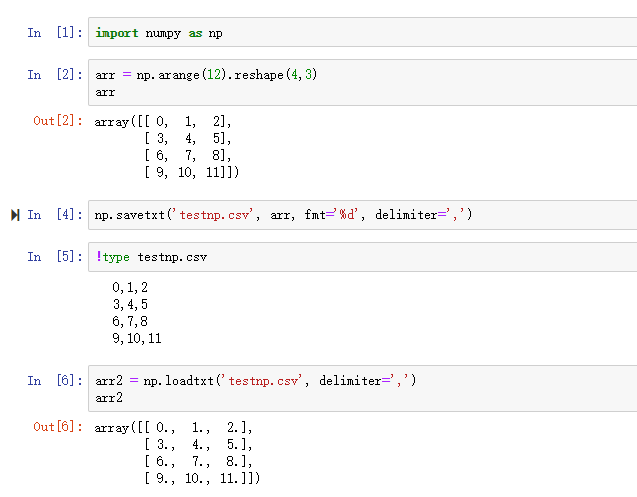 In [1]: import numpy as np
In [2]: arr = np.arange(12).reshape(4,3)
arr
Out[2]: array([[ 0,  1,  2],
       [ 3,  4,  5],
       [ 6,  7,  8],
       [ 9, 10, 11]])
In [4]: np.savetxt('testnp.csv', arr, fmt='%d', delimiter=',')
In [5]: !type testnp.csv
0,1,2
3,4,5
6,7,8
9,10,11
In [6]: arr2 = np.loadtxt('testnp.csv', delimiter=',')
arr2
Out[6]: array([[ 0.,  1.,  2.],
       [ 3.,  4.,  5.],
       [ 6.,  7.,  8.],
       [ 9., 10., 11.]])